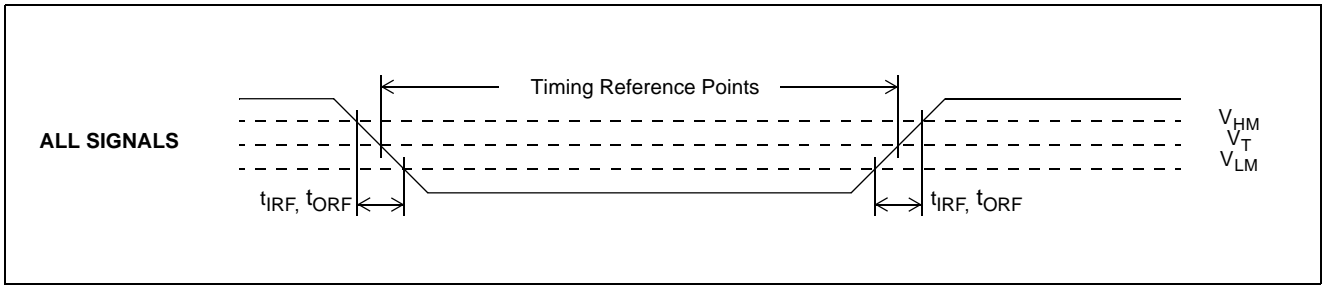 Timing Reference Points
ALL SIGNALS
V_HM
V_T
V_LM
t_IRF, t_ORF
t_IRF, t_ORF